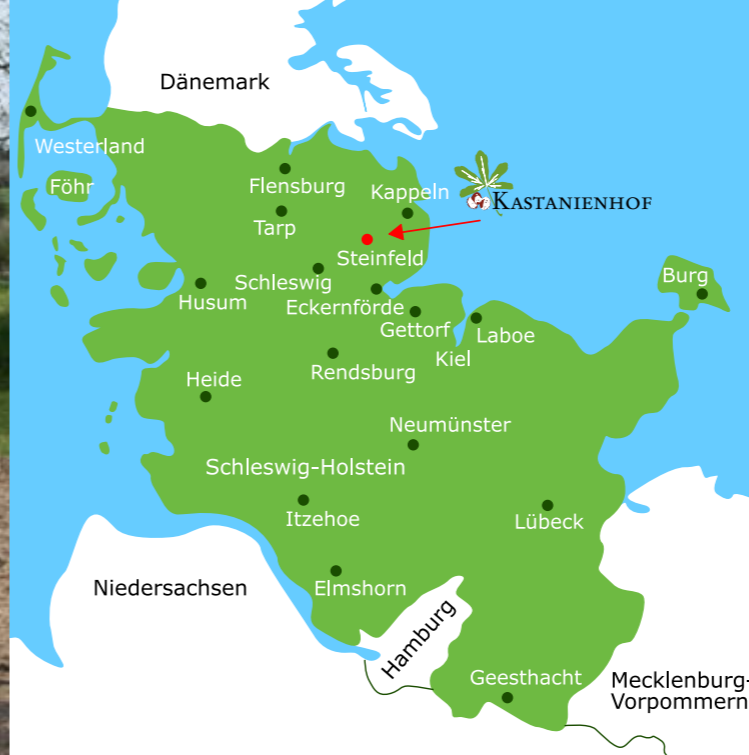 Dänemark
Westerland
Föhr
Flensburg
Kappeln
KASTANIENHOF
Tarp
Steinfeld
Schleswig
Burg
Husum
Eckernförde
Gettorf
Laboe
Kiel
Rendsburg
Heide
Neumünster
Schleswig-Holstein
Itzehoe
Lübeck
Niedersachsen
Elmshorn
Hamburg
Geesthacht
Mecklenburg-
Vorpommern